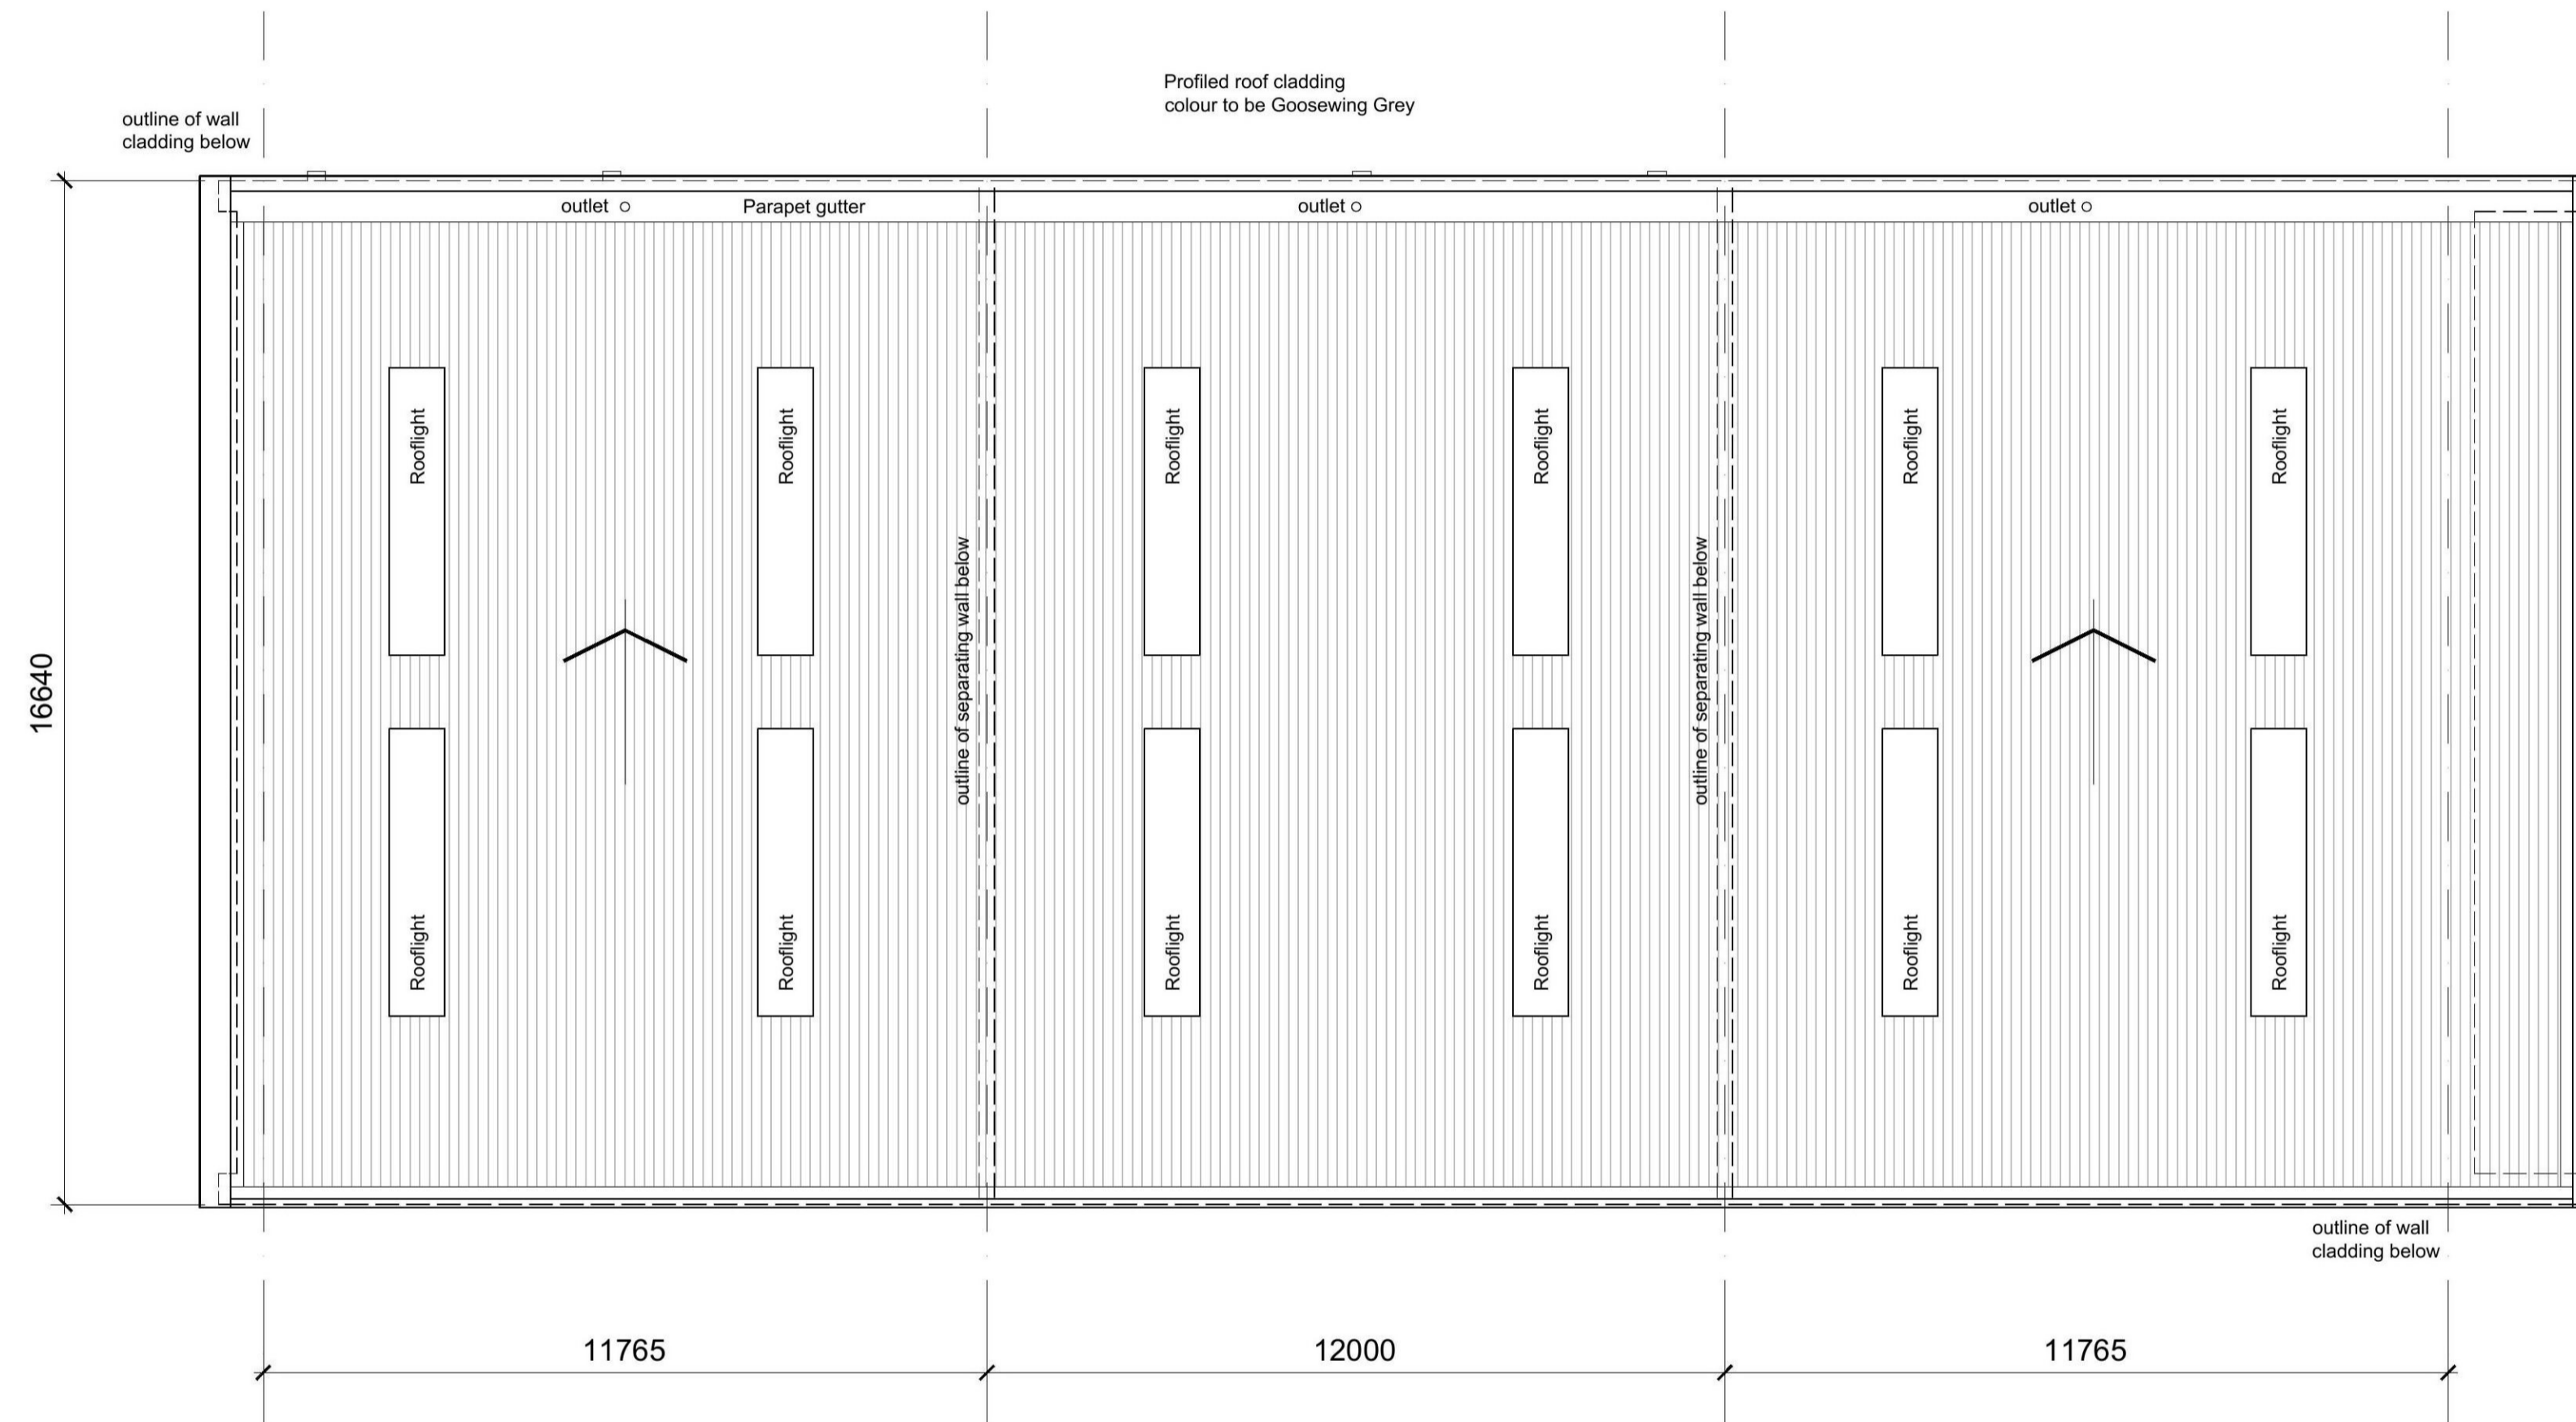 Profiled roof cladding
colour to be Goosewing Grey
outline of wall
cladding below
outlet
Parapet gutter
outlet
outlet
Rooflight
Rooflight
Rooflight
Rooflight
Rooflight
Rooflight
outline of separating wall below
outline of separating wall below
16640
Rooflight
Rooflight
Rooflight
Rooflight
Rooflight
Rooflight
outline of wall
cladding below
11765
12000
11765